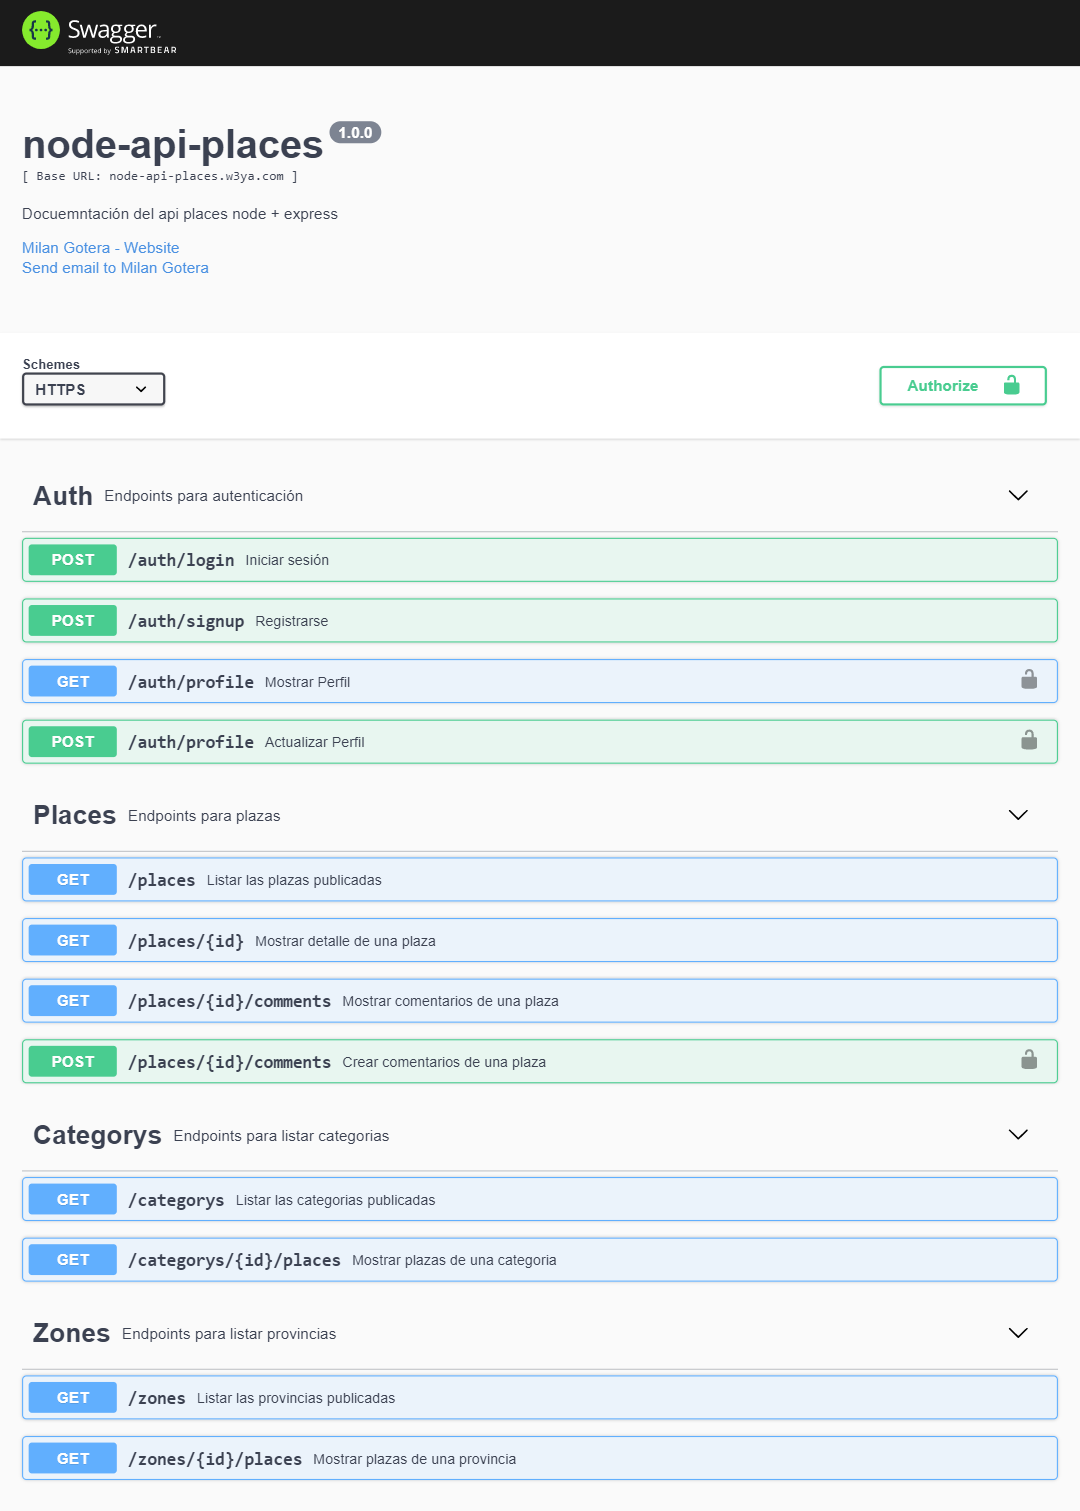 Swagger
Supported by SMARTBEAR
node-api-places 1.0.0
[ Base URL: node-api-places.w3ya.com ]
Docuemntación del api places node + express
Milan Gotera - Website
Send email to Milan Gotera
Schemes
HTTPS
Authorize
Auth Endpoints para autenticación
POST /auth/login Iniciar sesión
POST /auth/signup Registrarse
GET /auth/profile Mostrar Perfil
POST /auth/profile Actualizar Perfil
Places Endpoints para plazas
GET /places Listar las plazas publicadas
GET /places/{id} Mostrar detalle de una plaza
GET /places/{id}/comments Mostrar comentarios de una plaza
POST /places/{id}/comments Crear comentarios de una plaza
Categorys Endpoints para listar categorias
GET /categorys Listar las categorias publicadas
GET /categorys/{id}/places Mostrar plazas de una categoria
Zones Endpoints para listar provincias
GET /zones Listar las provincias publicadas
GET /zones/{id}/places Mostrar plazas de una provincia